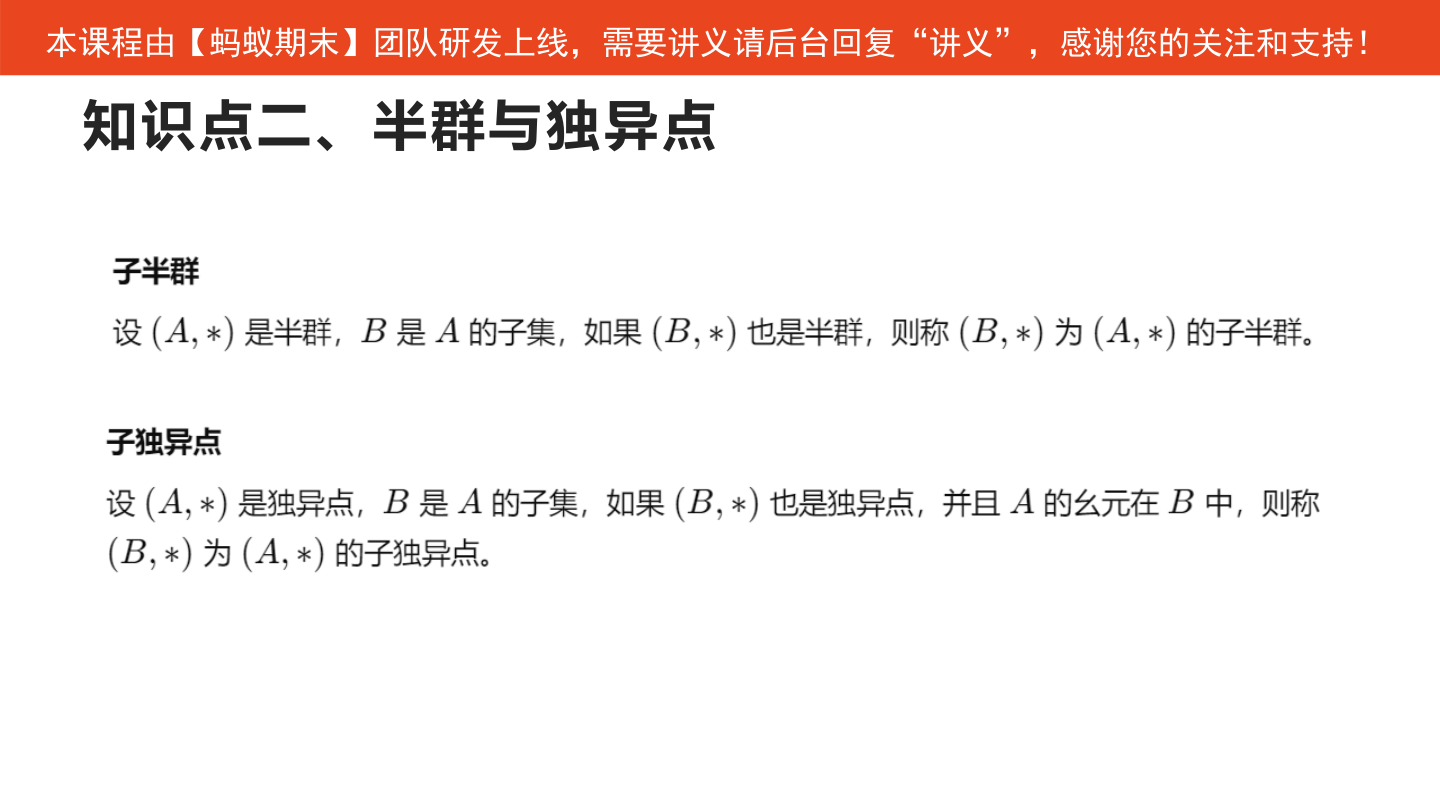 本课程由【蚂蚁期末】团队研发上线，需要讲义请后台回复“讲义”，感谢您的关注和支持！
知识点二、半群与独异点
子半群
设 (A, *) 是半群，B 是 A 的子集，如果 (B, *) 也是半群，则称 (B, *) 为 (A, *) 的子半群。
子独异点
设 (A, *) 是独异点，B 是 A 的子集，如果 (B, *) 也是独异点，并且 A 的幺元在 B 中，则称
(B, *) 为 (A, *) 的子独异点。